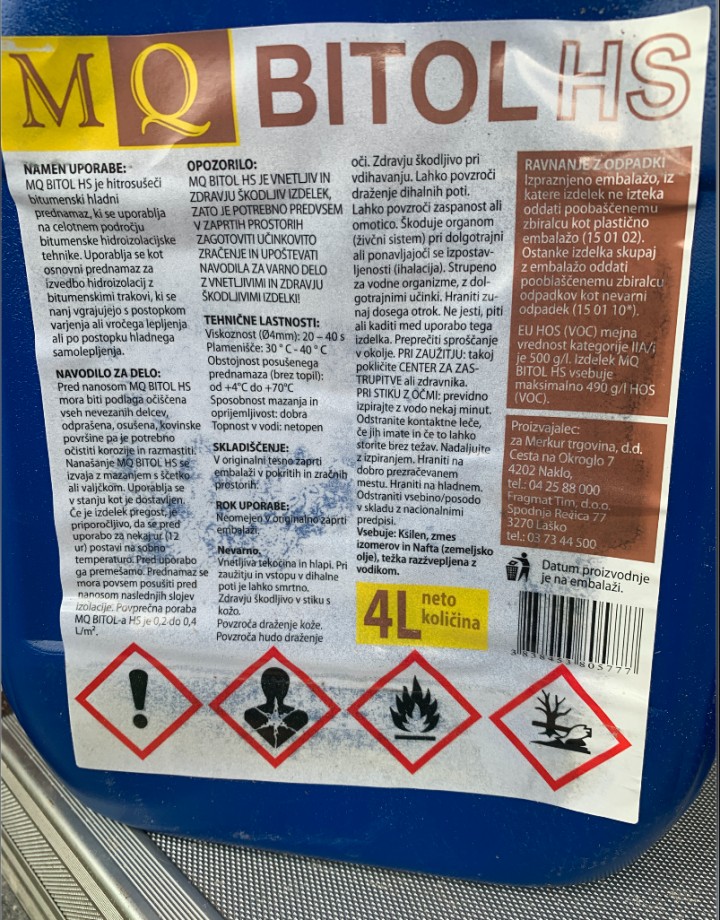 MQ BITOL HS
NAMEN UPORABE:
MQ BITOL HS je hitrosušeči
bitumenski hladni
prednamaz, ki se uporablja
na celotnem področju
bitumenske hidroizolacijske
tehnike. Uporablja se kot
osnovni prednamaz za
izvedbo hidroizolacij z
bitumenskimi trakovi, ki se
nanj vgrajujejo s postopkom
varjenja ali vročega lepljenja
ali po postopku hladnega
samolepljenja.
NAVODILO ZA DELO:
Pred nanosom MQ BITOL HS
mora biti podlaga očiščena
vseh nevezanih delcev,
odprašena, osušena, kovinske
površine pa je potrebno
očistiti korozije in razmastiti.
Nanašanje MQ BITOL HS se
izvaja z mazanjem s ščetko
ali valjčkom. Uporablja se
v stanju kot je dostavljen.
Če je izdelek pregost, je
priporočljivo, da se pred
uporabo za nekaj ur (12
ur) postavi na sobno
temperaturo. Pred uporabo
ga premešamo. Prednamaz se
mora povsem posušiti pred
nanosom naslednjih slojev
izolacije. Povprečna poraba
MQ BITOL-a HS je 0,2 do 0,4
L/m².
OPOZORILO:
MQ BITOL HS JE VNETLJIV IN
ZDRAVJU ŠKODLJIV IZDELEK,
ZATO JE POTREBNO PREDVSEM
V ZAPRTIH PROSTORIH
ZAGOTOVITI UČINKOVITO
ZRAČENJE IN UPOŠTEVATI
NAVODILA ZA VARNO DELO
Z VNETLJIVIMI IN ZDRAVJU
ŠKODLJIVIMI IZDELKI!
TEHNIČNE LASTNOSTI:
Viskoznost (Ø4mm): 20 – 40 s
Plamenišče: 30 ° C - 40 ° C
Obstojnost posušenega
prednamaza (brez topil):
od +4°C do +70°C
Sposobnost mazanja in
oprijemljivost: dobra
Topnost v vodi: netopen
SKLADIŠČENJE:
V originalni tesno zaprti
embalaži v pokritih in zračnih
prostorih.
ROK UPORABE:
Neomejen v originalno zaprti
embalaži.
Nevarno.
Vnetljiva tekočina in hlapi. Pri
zaužitju in vstopu v dihalne
poti je lahko smrtno.
Zdravju škodljivo v stiku s
kožo.
Povzroča draženje kože.
Povzroča hudo draženje
oči. Zdravju škodljivo pri
vdihavanju. Lahko povzroči
draženje dihalnih poti.
Lahko povzroči zaspanost ali
omotico. Škoduje organom
(živčni sistem) pri dolgotrajni
ali ponavljajoči se izpostav-
ljenosti (ihalacija). Strupeno
za vodne organizme, z dol-
gotrajnimi učinki. Hraniti zu-
naj dosega otrok. Ne jesti, piti
ali kaditi med uporabo tega
izdelka. Preprečiti sproščanje
v okolje. PRI ZAUŽITJU: takoj
pokličite CENTER ZA ZAS-
TRUPITVE ali zdravnika.
PRI STIKU Z OČMI: previdno
izpirajte z vodo nekaj minut.
Odstranite kontaktne leče,
če jih imate in če to lahko
storite brez težav. Nadaljujte
z izpiranjem. Hraniti na
dobro prezračevanem
mestu. Hraniti na hladnem.
Odstraniti vsebino/posodo
v skladu z nacionalnimi
predpisi.
Vsebuje: Ksilen, zmes
izomerov in Nafta (zemeljsko
olje), težka razžvepljena z
vodikom.
4L neto
količina
RAVNANJE Z ODPADKI
Izpraznjeno embalažo, iz
katere izdelek ne izteka
oddati poobaščenemu
zbiralcu kot plastično
embalažo (15 01 02).
Ostanke izdelka skupaj
z embalažo oddati
pooblaščenemu zbiralcu
odpadkov kot nevarni
odpadek (15 01 10*).
EU HOS (VOC) mejna
vrednost kategorije IIA/i
je 500 g/l. Izdelek MQ
BITOL HS vsebuje
maksimalno 490 g/l HOS
(VOC).
Proizvajalec:
za Merkur trgovina, d.d.
Cesta na Okroglo 7
4202 Naklo,
tel.: 04 25 88 000
Fragmat Tim, d.o.o.
Spodnja Rečica 77
3270 Laško
tel.: 03 73 44 500
Datum proizvodnje
je na embalaži.
3 838453 805777